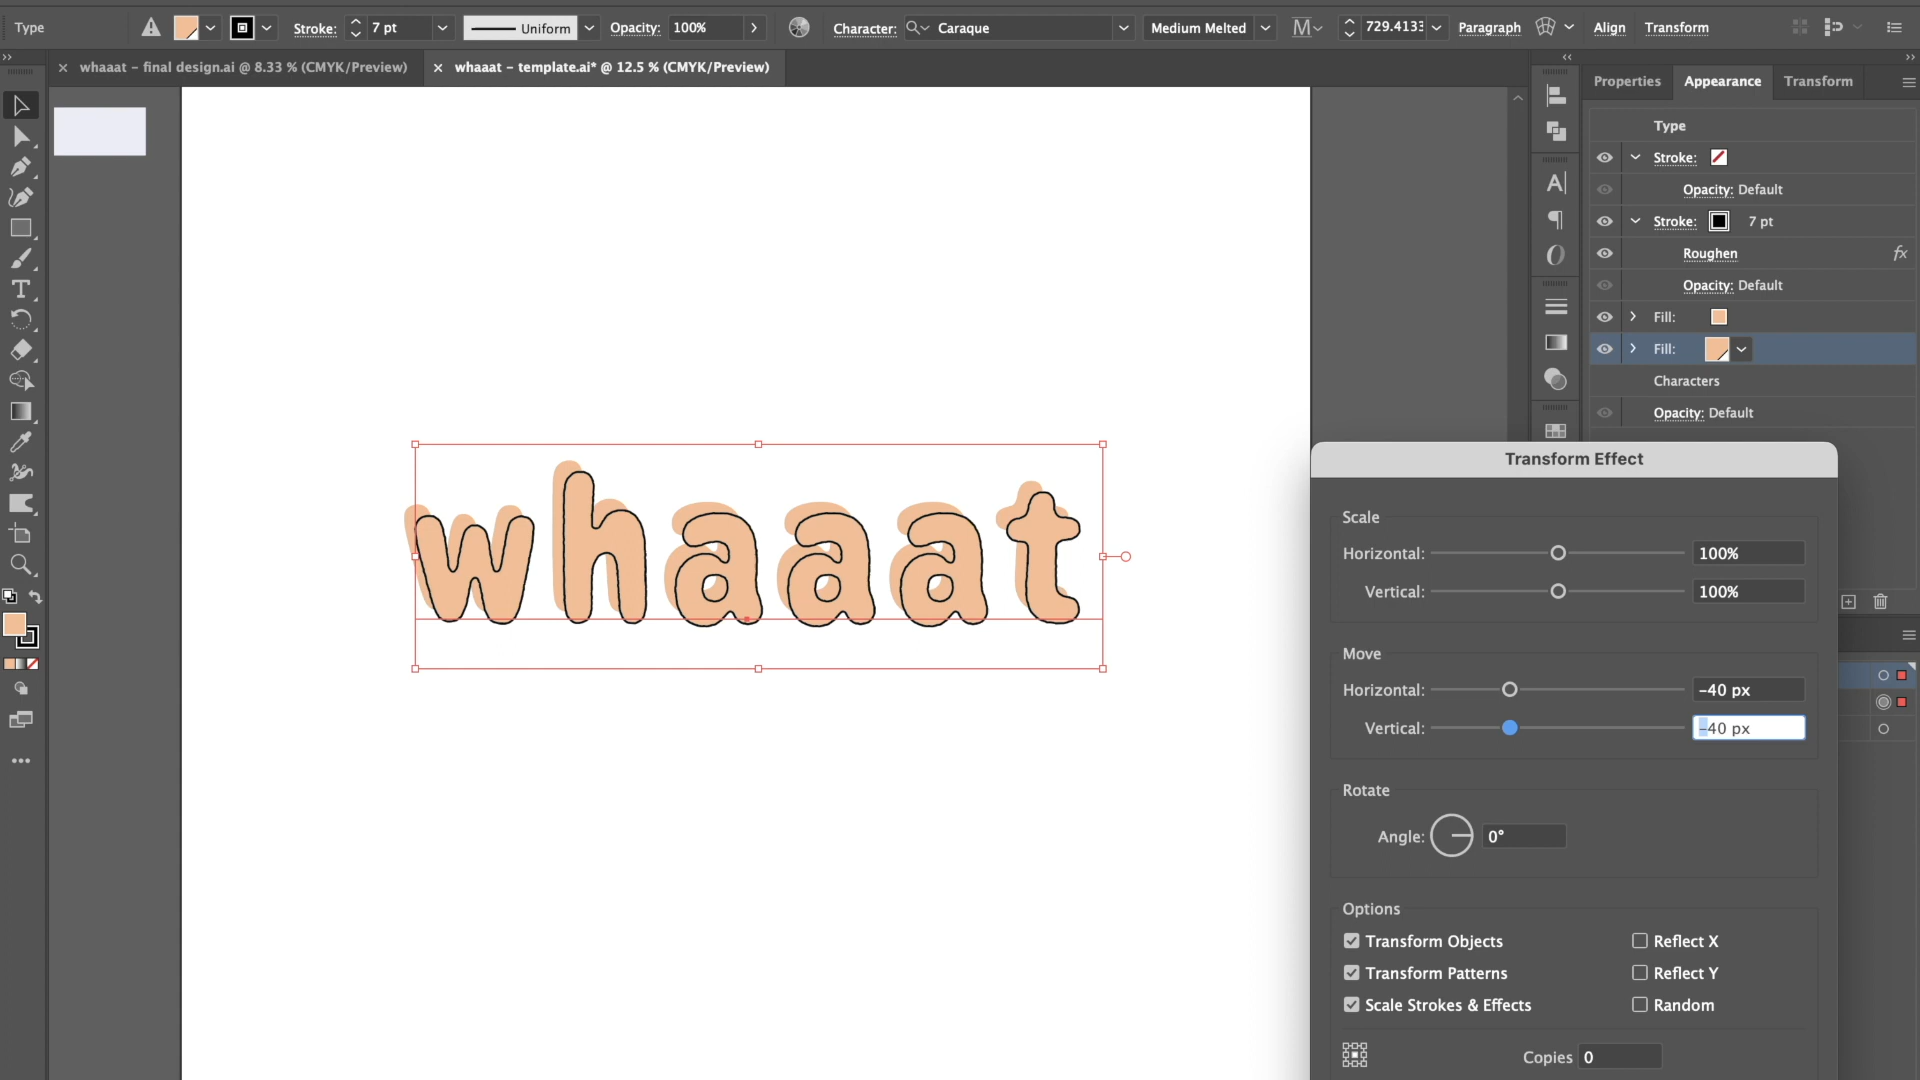 Type
Stroke: 7 pt
Uniform
Opacity: 100%
Character: Caraque
Medium Melted
729.413
Paragraph
Align
Transform
whaaat – final design.ai @ 8.33 % (CMYK/Preview)
whaaat – template.ai* @ 12.5 % (CMYK/Preview)
Properties
Appearance
Transform
Type
Stroke:
Opacity: Default
Stroke: 7 pt
Roughen fx
Opacity: Default
Fill:
Fill:
Characters
Opacity: Default
whaaat
Transform Effect
Scale
Horizontal: 100%
Vertical: 100%
Move
Horizontal: –40 px
Vertical: –40 px
Rotate
Angle: 0°
Options
Transform Objects
Reflect X
Transform Patterns
Reflect Y
Scale Strokes & Effects
Random
Copies 0